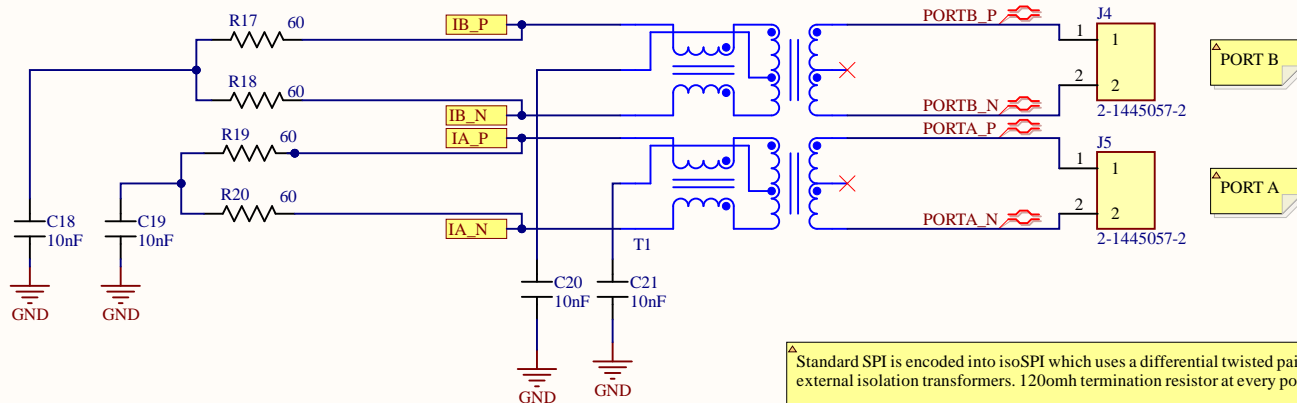 R17
60
IB_P
PORTB_P
J4
1
1
PORT B
R18
60
2
2
IB_N
PORTB_N
2-1445057-2
R19
60
IA_P
PORTA_P
J5
1
1
PORT A
R20
60
2
2
IA_N
PORTA_N
2-1445057-2
C18
10nF
C19
10nF
T1
C20
10nF
C21
10nF
GND
GND
GND
GND
Standard SPI is encoded into isoSPI which uses a differential twisted pai
external isolation transformers. 120omh termination resistor at every po